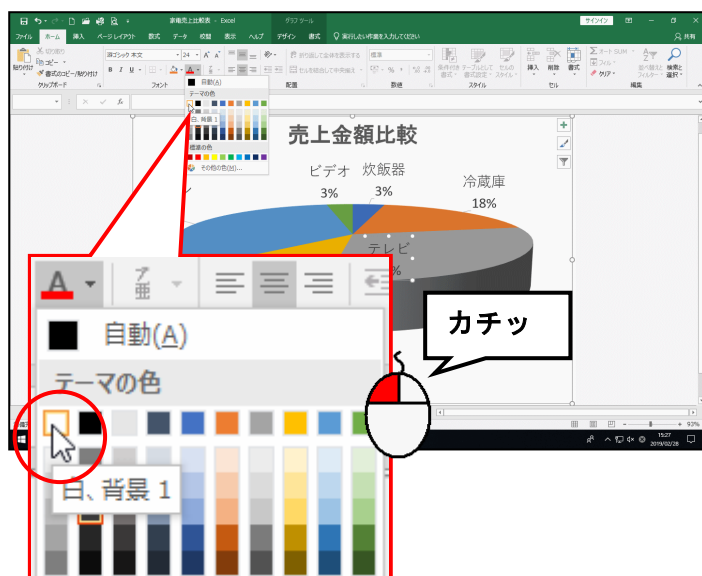 家電売上比較表 - Excel
グラフ ツール
サインイン
ファイル ホーム 挿入 ページ レイアウト 数式 データ 校閲 表示 ヘルプ デザイン 書式 実行したい作業を入力してください 共有
切り取り
コピー
書式のコピー/貼り付け
貼り付け
游ゴシック 本文 24
B I U
折り返して全体を表示する
セルを結合して中央揃え
標準
条件付き書式 テーブルとして書式設定 セルのスタイル
挿入 削除 書式
オート SUM
フィル
クリア
並べ替えと フィルター
検索と 選択
クリップボード フォント 配置 数値 スタイル セル 編集
自動(A)
テーマの色
白、背景 1
標準の色
その他の色(M)...
売上金額比較
ビデオ
3%
炊飯器
3%
冷蔵庫
18%
テレビ
%
自動(A)
テーマの色
白、背景 1
カチッ
93%
15:27
2019/02/28